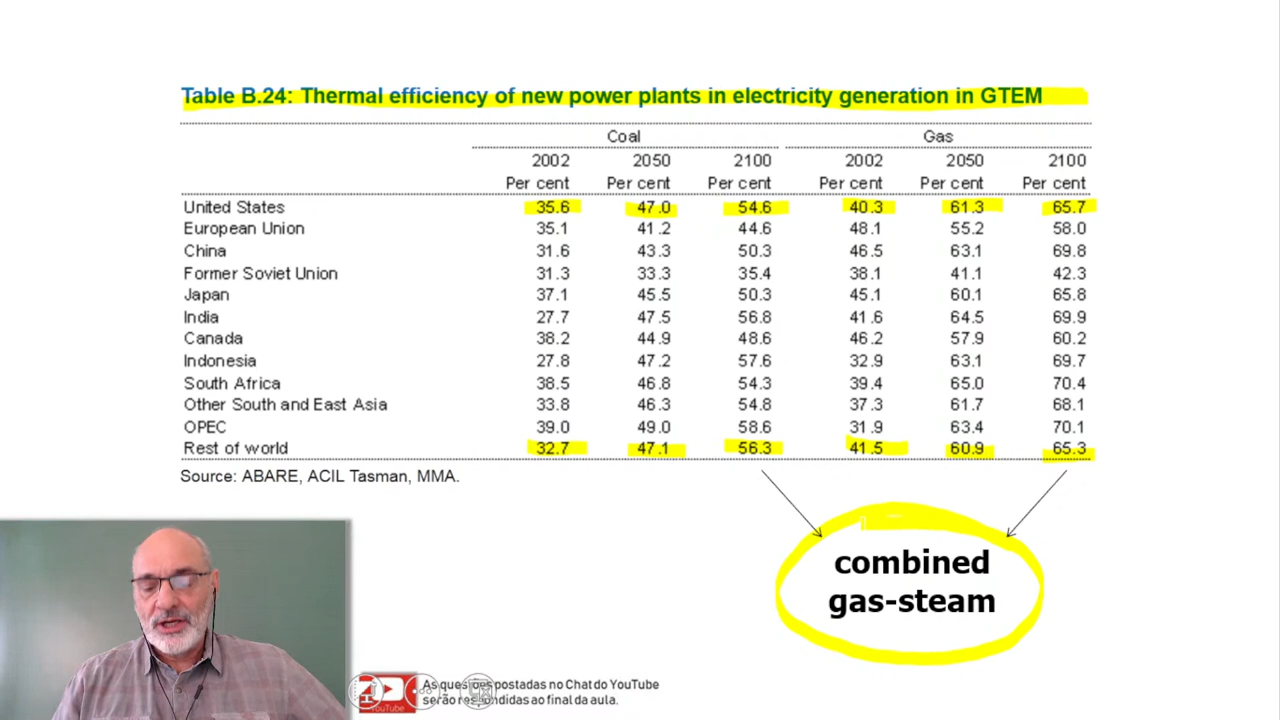 Table B.24: Thermal efficiency of new power plants in electricity generation in GTEM
Coal Gas
2002 2050 2100 2002 2050 2100
Per cent Per cent Per cent Per cent Per cent Per cent
United States 35.6 47.0 54.6 40.3 61.3 65.7
European Union 35.1 41.2 44.6 48.1 55.2 58.0
China 31.6 43.3 50.3 46.5 63.1 69.8
Former Soviet Union 31.3 33.3 35.4 38.1 41.1 42.3
Japan 37.1 45.5 50.3 45.1 60.1 65.8
India 27.7 47.5 56.8 41.6 64.5 69.9
Canada 38.2 44.9 48.6 46.2 57.9 60.2
Indonesia 27.8 47.2 57.6 32.9 63.1 69.7
South Africa 38.5 46.8 54.3 39.4 65.0 70.4
Other South and East Asia 33.8 46.3 54.8 37.3 61.7 68.1
OPEC 39.0 49.0 58.6 31.9 63.4 70.1
Rest of world 32.7 47.1 56.3 41.5 60.9 65.3
Source: ABARE, ACIL Tasman, MMA.
combined
gas-steam
As questões postadas no Chat do YouTube
serão respondidas ao final da aula.
YouTube